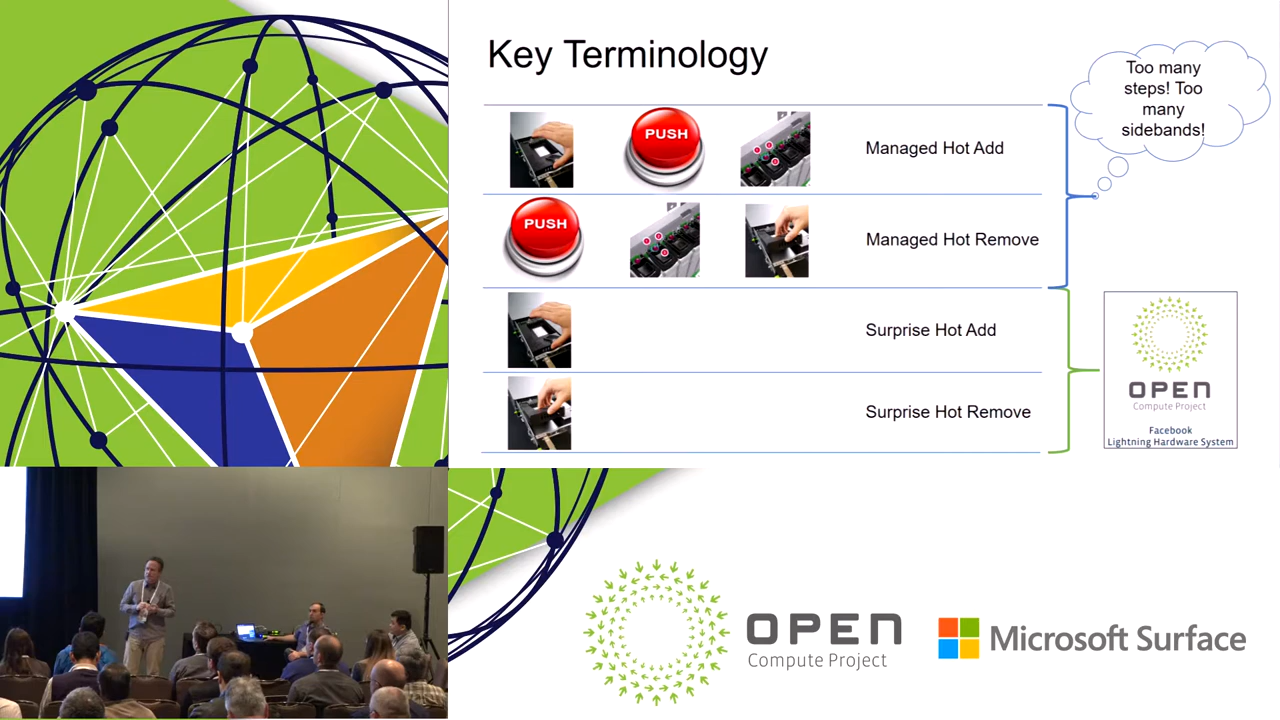 Key Terminology
Too many
steps! Too
many
sidebands!
PUSH
Managed Hot Add
PUSH
Managed Hot Remove
Surprise Hot Add
Surprise Hot Remove
OPEN
Compute Project
Facebook
Lightning Hardware System
OPEN
Compute Project
Microsoft Surface